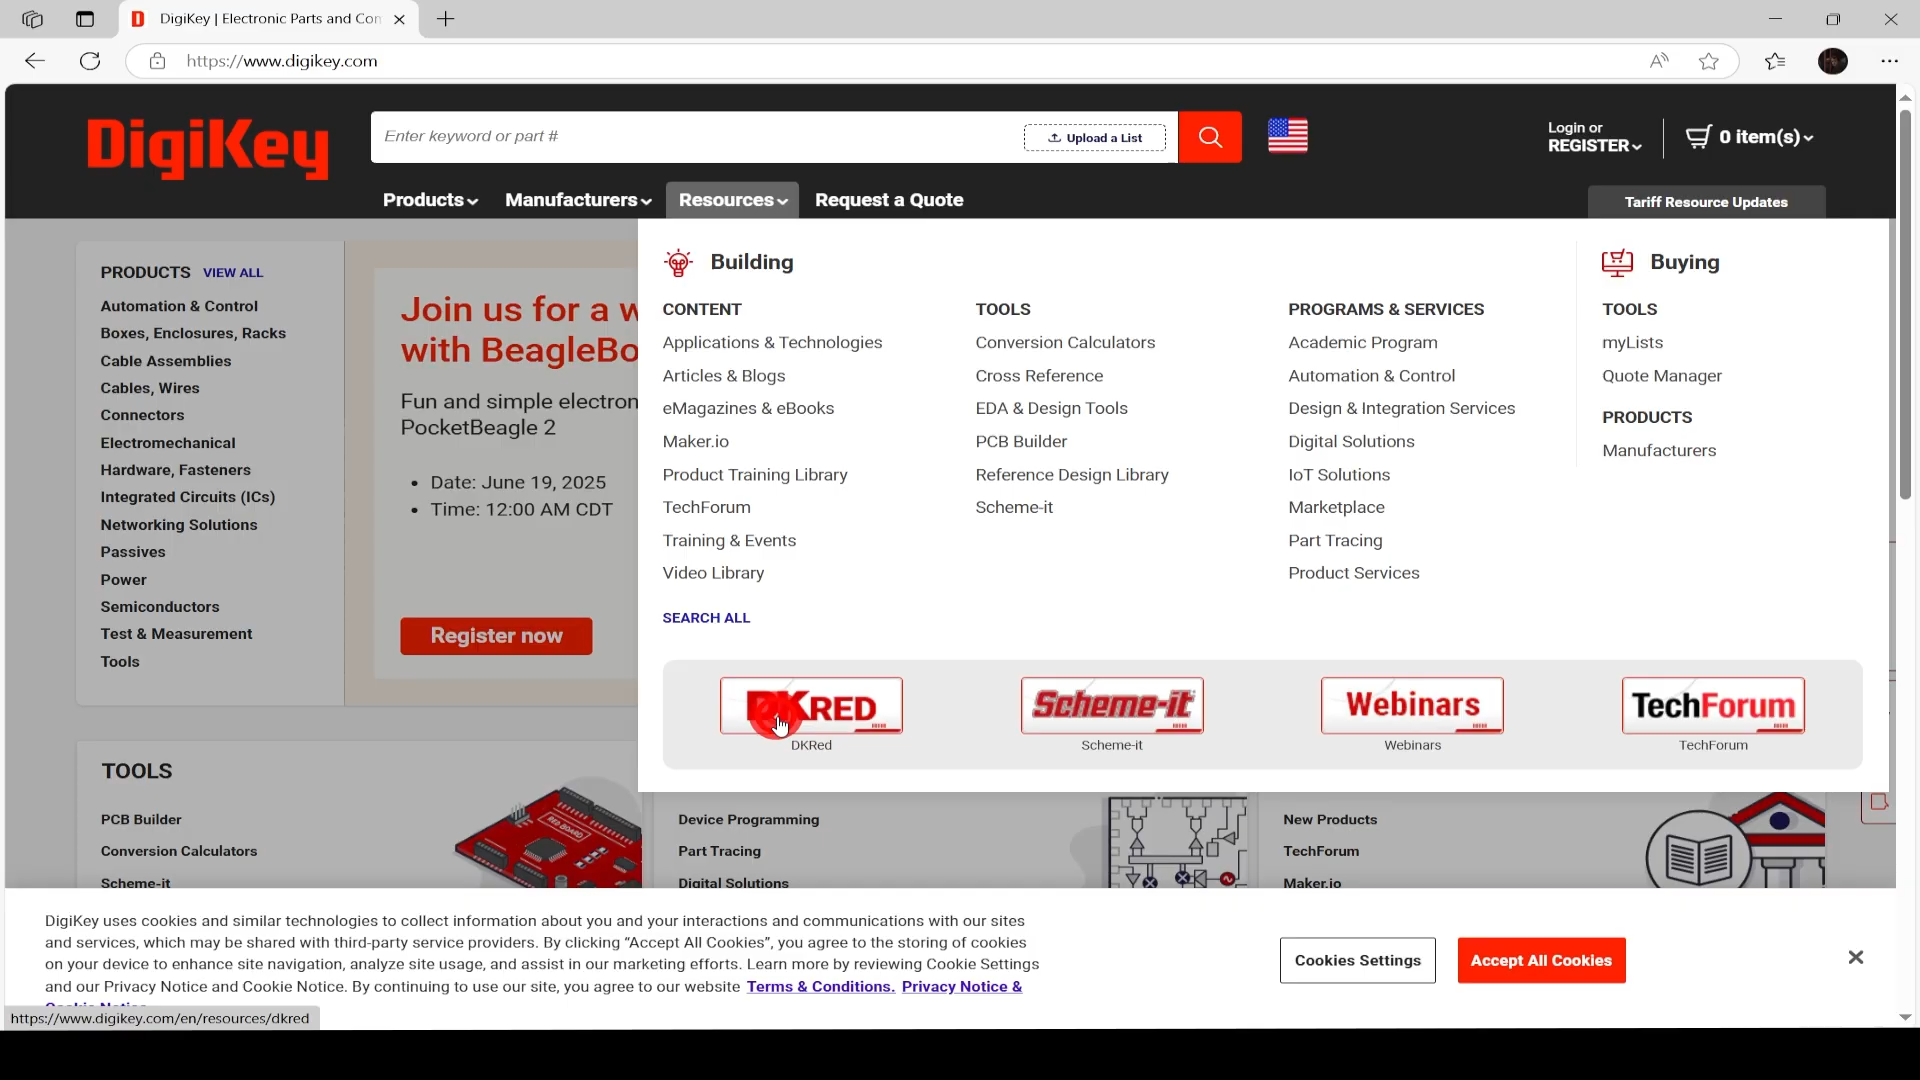 DigiKey | Electronic Parts and Con
https://www.digikey.com
DigiKey
Enter keyword or part #
Upload a List
Login or
REGISTER
0 item(s)
Products
Manufacturers
Resources
Request a Quote
Tariff Resource Updates
PRODUCTS VIEW ALL
Automation & Control
Boxes, Enclosures, Racks
Cable Assemblies
Cables, Wires
Connectors
Electromechanical
Hardware, Fasteners
Integrated Circuits (ICs)
Networking Solutions
Passives
Power
Semiconductors
Test & Measurement
Tools
Join us for a w
with BeagleBo
Fun and simple electron
PocketBeagle 2
• Date: June 19, 2025
• Time: 12:00 AM CDT
Register now
Building
CONTENT
Applications & Technologies
Articles & Blogs
eMagazines & eBooks
Maker.io
Product Training Library
TechForum
Training & Events
Video Library
SEARCH ALL
TOOLS
Conversion Calculators
Cross Reference
EDA & Design Tools
PCB Builder
Reference Design Library
Scheme-it
PROGRAMS & SERVICES
Academic Program
Automation & Control
Design & Integration Services
Digital Solutions
IoT Solutions
Marketplace
Part Tracing
Product Services
Buying
TOOLS
myLists
Quote Manager
PRODUCTS
Manufacturers
DKRED
DKRed
Scheme-it
Scheme-it
Webinars
Webinars
TechForum
TechForum
TOOLS
PCB Builder
Conversion Calculators
Scheme-it
RED BOARD
Device Programming
Part Tracing
Digital Solutions
New Products
TechForum
Maker.io
DigiKey uses cookies and similar technologies to collect information about you and your interactions and communications with our sites
and services, which may be shared with third-party service providers. By clicking “Accept All Cookies”, you agree to the storing of cookies
on your device to enhance site navigation, analyze site usage, and assist in our marketing efforts. Learn more by reviewing Cookie Settings
and our Privacy Notice and Cookie Notice. By continuing to use our site, you agree to our website Terms & Conditions. Privacy Notice &
Cookie Notice
Cookies Settings
Accept All Cookies
https://www.digikey.com/en/resources/dkred